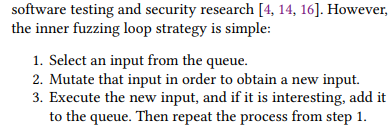 software testing and security research [4, 14, 16]. However,
the inner fuzzing loop strategy is simple:
1. Select an input from the queue.
2. Mutate that input in order to obtain a new input.
3. Execute the new input, and if it is interesting, add it
to the queue. Then repeat the process from step 1.